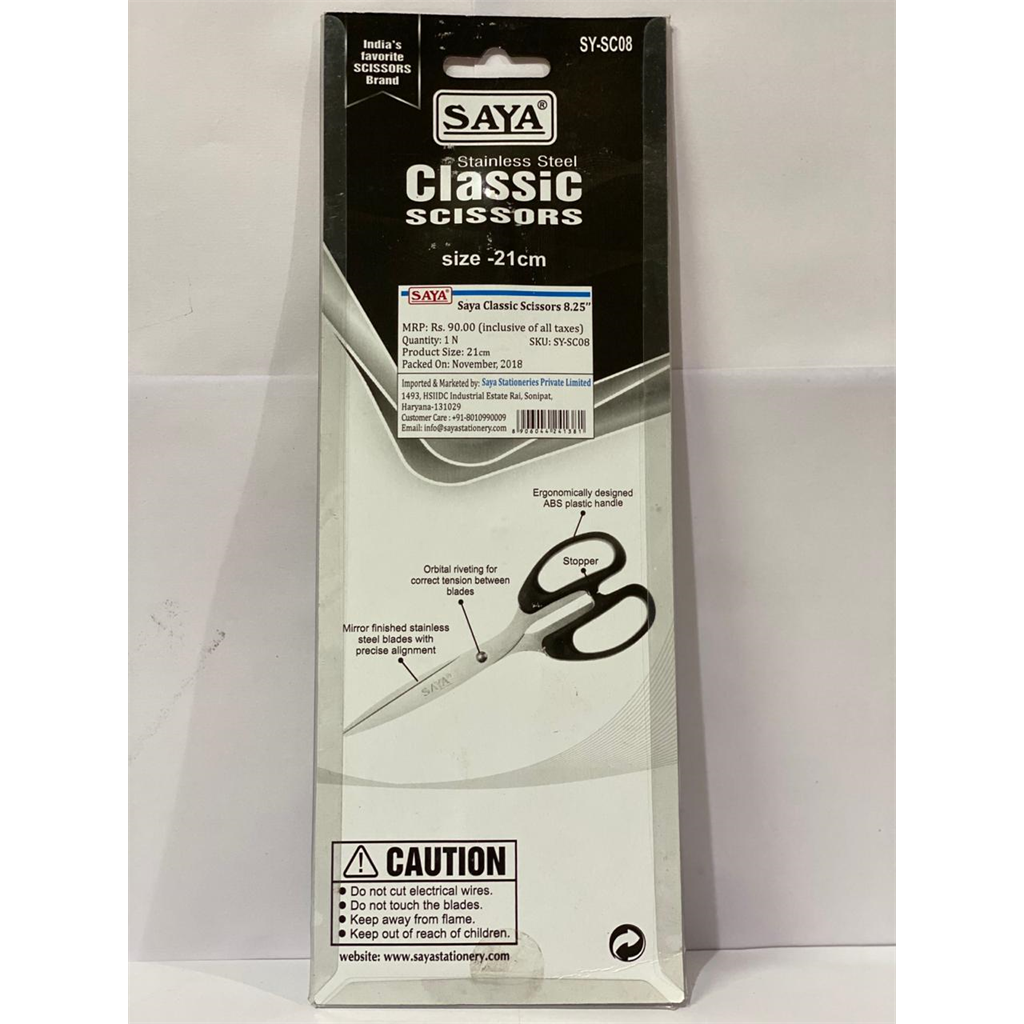 India's
favorite
SCISSORS
Brand
SY-SC08
SAYA®
Stainless Steel
Classic
SCISSORS
size -21cm
SAYA®
Saya Classic Scissors 8.25"
MRP: Rs. 90.00 (inclusive of all taxes)
Quantity: 1 N SKU: SY-SC08
Product Size: 21cm
Packed On: November, 2018
Imported & Marketed by: Saya Stationeries Private Limited
1493, HSIIDC Industrial Estate Rai, Sonipat,
Haryana-131029
Customer Care : +91-8010990009
Email: info@sayastationery.com
8 908044 241381
Ergonomically designed
ABS plastic handle
Stopper
Orbital riveting for
correct tension between
blades
Mirror finished stainless
steel blades with
precise alignment
SAYA®
CAUTION
• Do not cut electrical wires.
• Do not touch the blades.
• Keep away from flame.
• Keep out of reach of children.
website: www.sayastationery.com